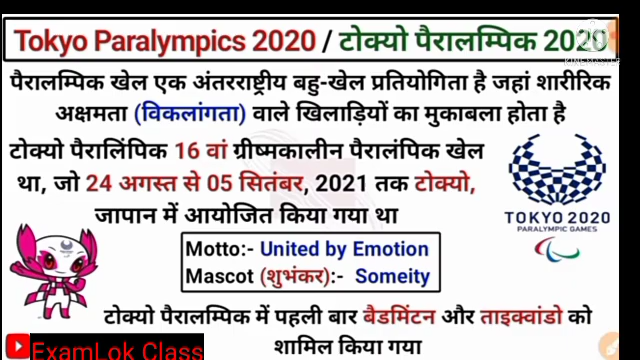 Tokyo Paralympics 2020 / टोक्यो पैरालम्पिक 2020
KINEMASTER
पैरालम्पिक खेल एक अंतरराष्ट्रीय बहु-खेल प्रतियोगिता है जहां शारीरिक
अक्षमता (विकलांगता) वाले खिलाड़ियों का मुकाबला होता है
टोक्यो पैरालिंपिक 16 वां ग्रीष्मकालीन पैरालंपिक खेल
था, जो 24 अगस्त से 05 सितंबर, 2021 तक टोक्यो,
जापान में आयोजित किया गया था
TOKYO 2020
PARALYMPIC GAMES
Motto:- United by Emotion
Mascot (शुभंकर):- Someity
टोक्यो पैरालम्पिक में पहली बार बैडमिंटन और ताइक्वांडो को
शामिल किया गया
ExamLok Class